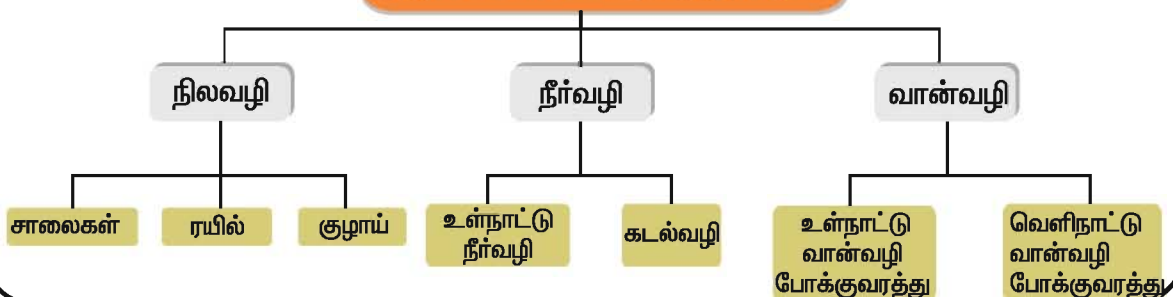 நிலவழி
நீர்வழி
வான்வழி
சாலைகள்
ரயில்
குழாய்
உள்நாட்டு
நீர்வழி
கடல்வழி
உள்நாட்டு
வான்வழி
போக்குவரத்து
வெளிநாட்டு
வான்வழி
போக்குவரத்து